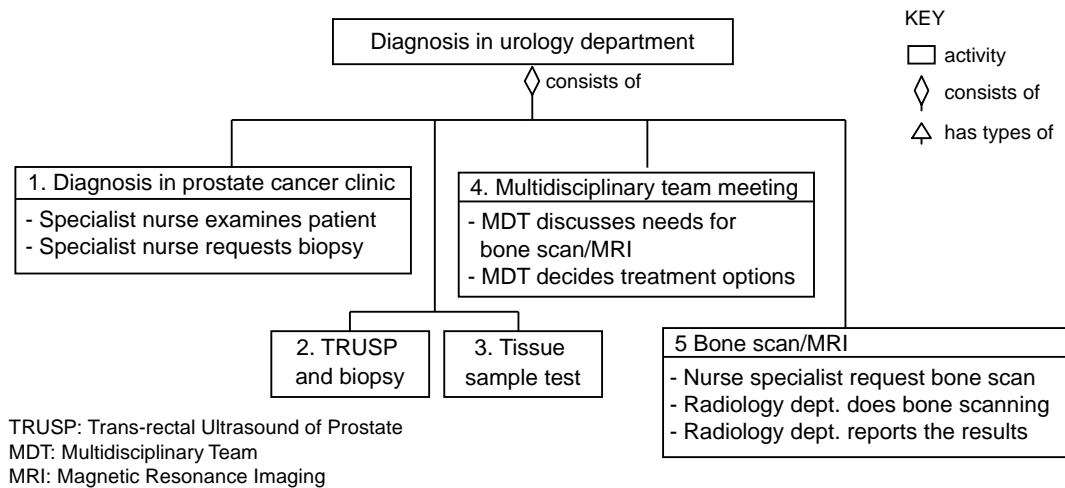 Diagnosis in urology department
consists of
KEY
activity
consists of
has types of
1. Diagnosis in prostate cancer clinic
- Specialist nurse examines patient
- Specialist nurse requests biopsy
4. Multidisciplinary team meeting
- MDT discusses needs for
bone scan/MRI
- MDT decides treatment options
2. TRUSP
and biopsy
3. Tissue
sample test
5 Bone scan/MRI
- Nurse specialist request bone scan
- Radiology dept. does bone scanning
- Radiology dept. reports the results
TRUSP: Trans-rectal Ultrasound of Prostate
MDT: Multidisciplinary Team
MRI: Magnetic Resonance Imaging